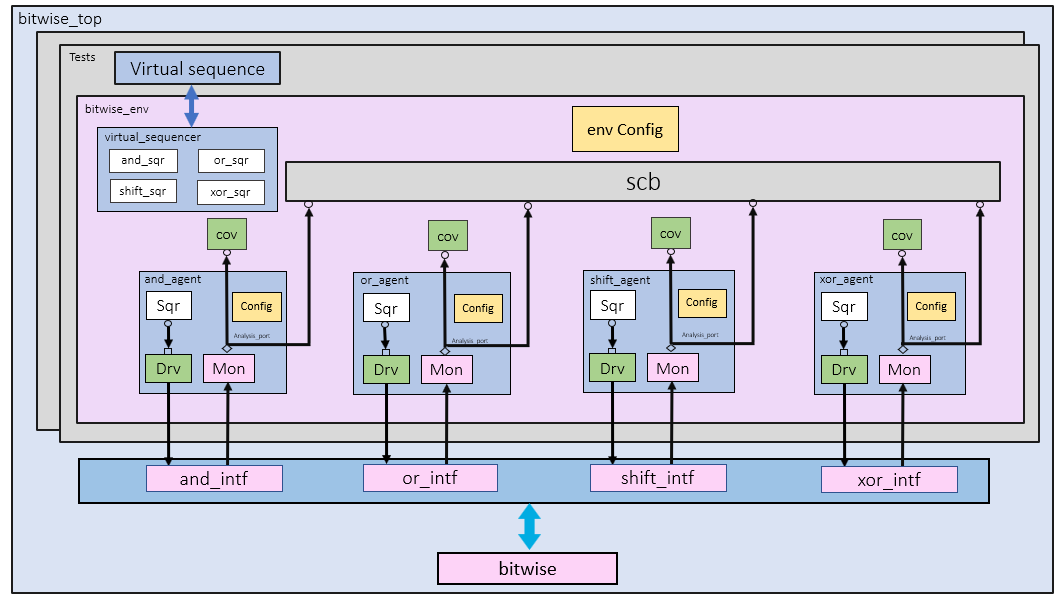 bitwise_top
Tests
Virtual sequence
bitwise_env
env Config
virtual_sequencer
and_sqr
or_sqr
shift_sqr
xor_sqr
scb
cov
cov
cov
cov
and_agent
Sqr
Config
Analysis_port
Drv
Mon
or_agent
Sqr
Config
Analysis_port
Drv
Mon
shift_agent
Sqr
Config
Analysis_port
Drv
Mon
xor_agent
Sqr
Config
Analysis_port
Drv
Mon
and_intf
or_intf
shift_intf
xor_intf
bitwise